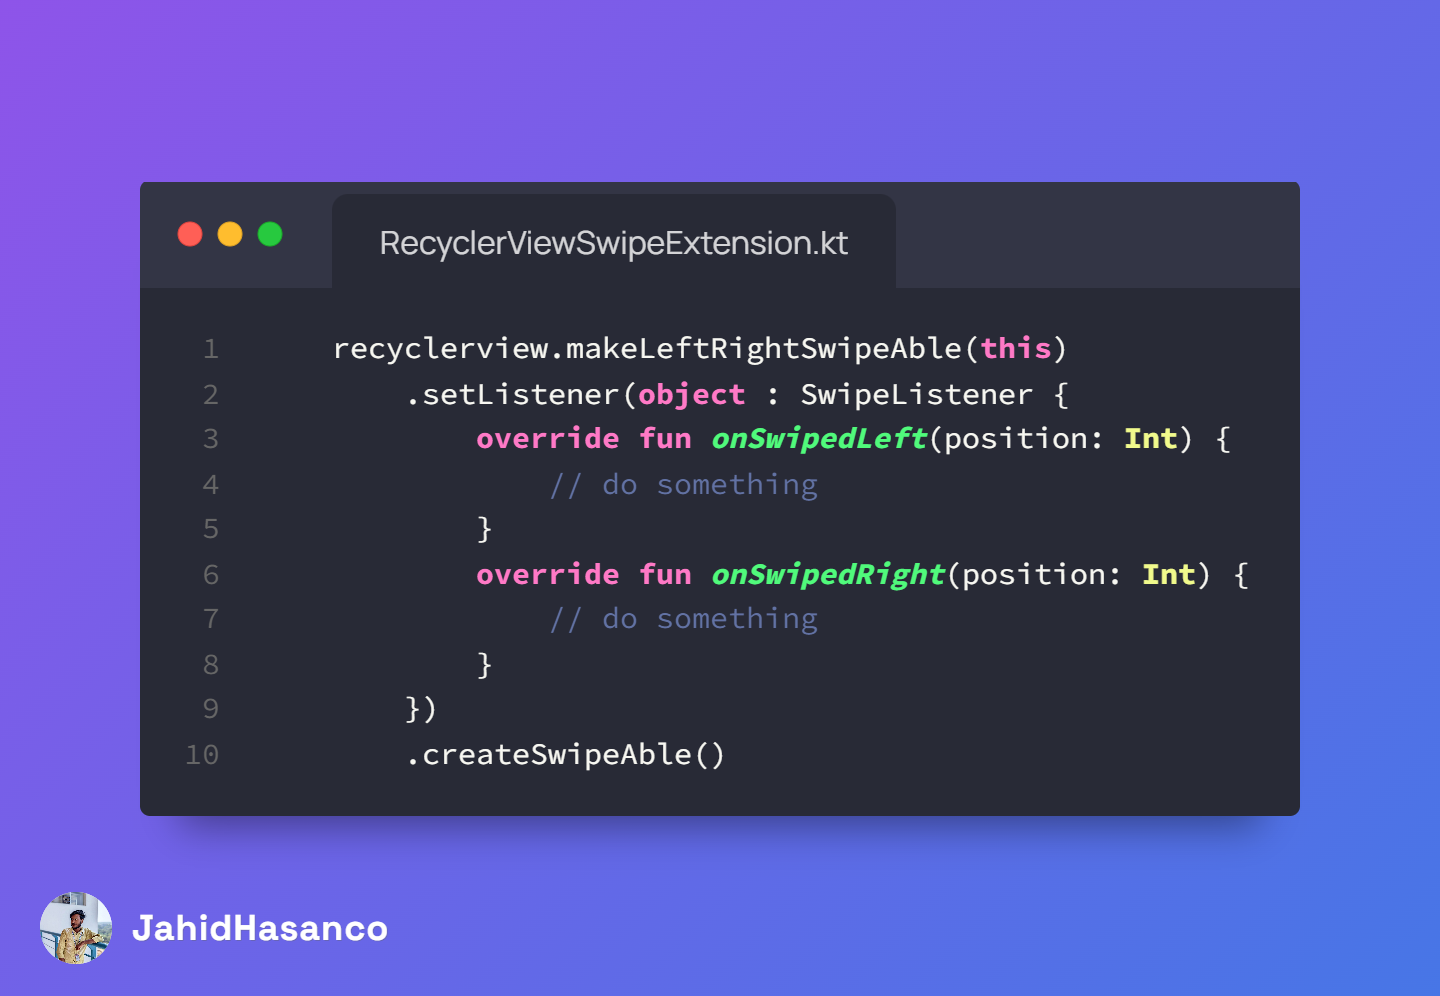 RecyclerViewSwipeExtension.kt
1 recyclerview.makeLeftRightSwipeAble(this)
2 .setListener(object : SwipeListener {
3 override fun onSwipedLeft(position: Int) {
4 // do something
5 }
6 override fun onSwipedRight(position: Int) {
7 // do something
8 }
9 })
10 .createSwipeAble()
JahidHasanco